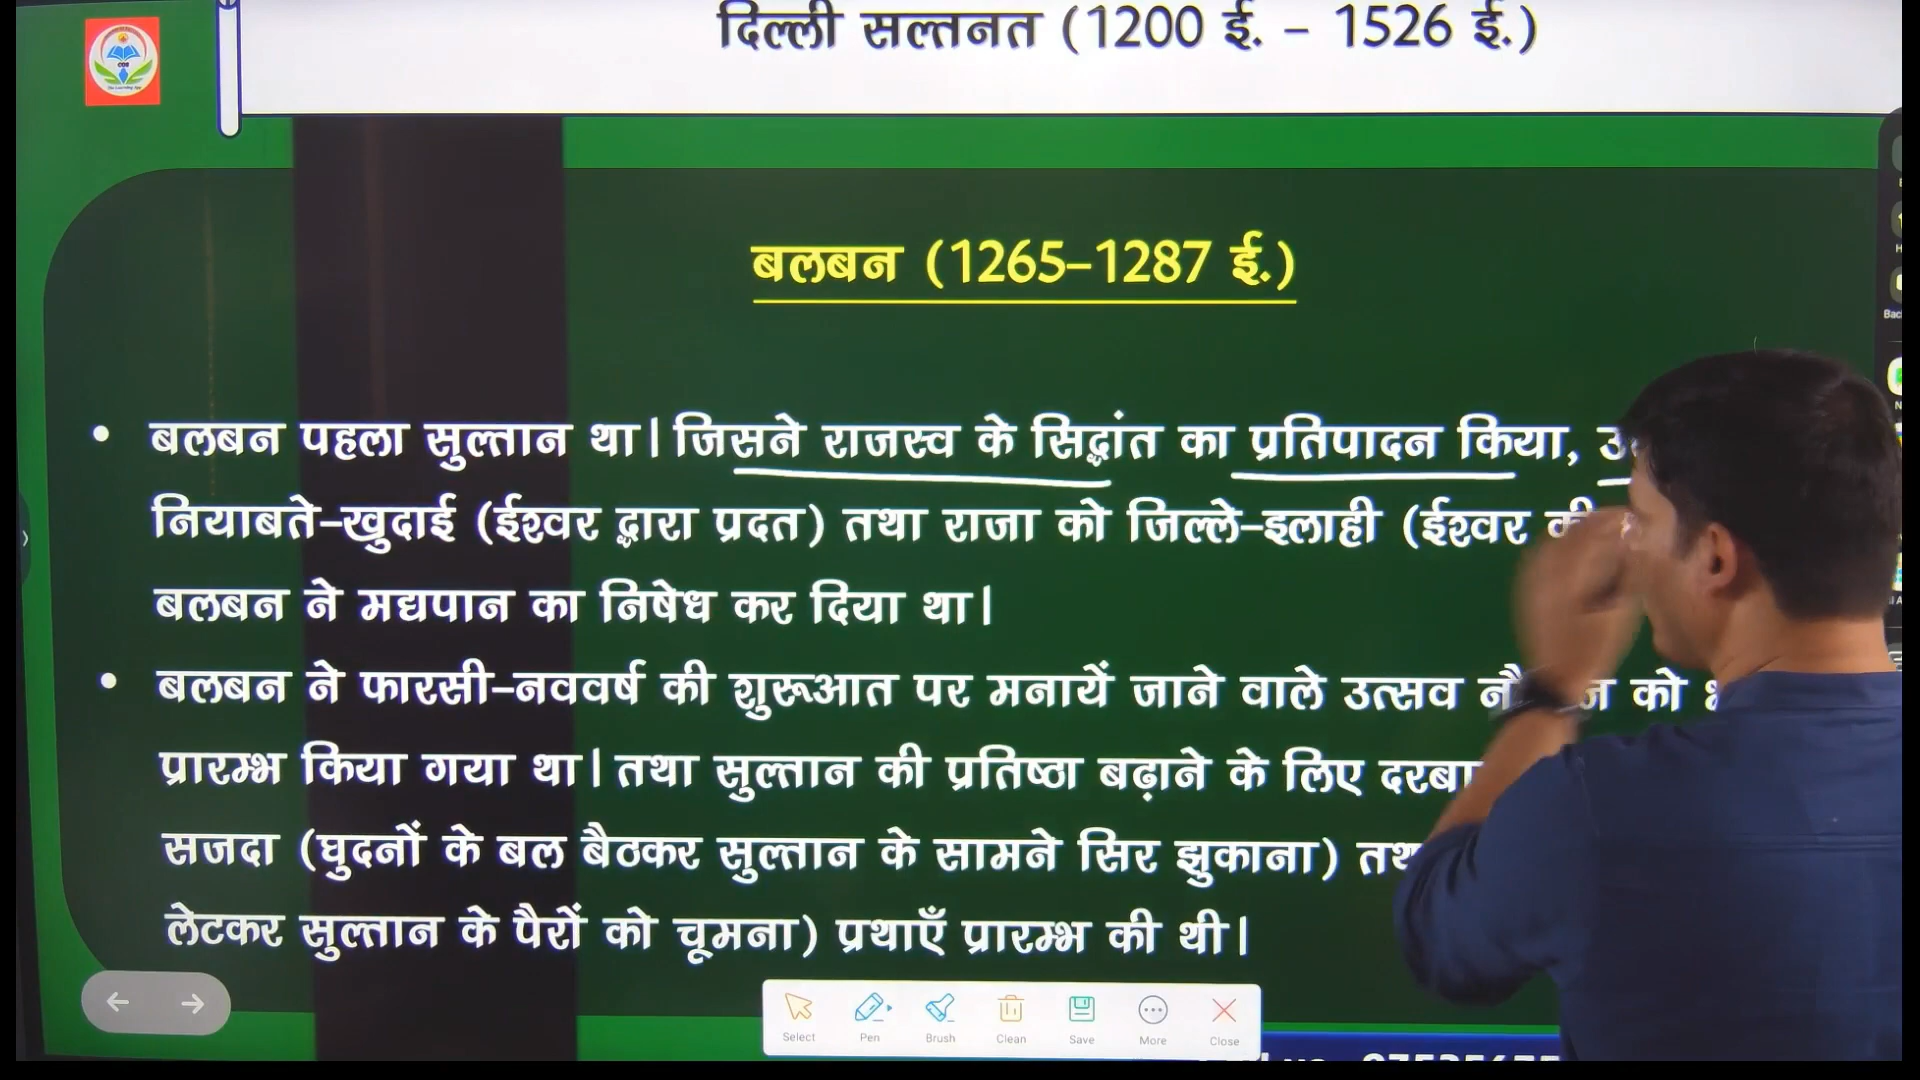 दिल्ली सल्तनत (1200 ई. – 1526 ई.)
बलबन (1265–1287 ई.)
• बलबन पहला सुल्तान था। जिसने राजस्व के सिद्धांत का प्रतिपादन किया,
नियाबते-खुदाई (ईश्वर द्वारा प्रदत) तथा राजा को जिल्ले-इलाही (ईश्वर
बलबन ने मद्यपान का निषेध कर दिया था।
• बलबन ने फारसी-नववर्ष की शुरूआत पर मनायें जाने वाले उत्सव को
प्रारम्भ किया गया था। तथा सुल्तान की प्रतिष्ठा बढ़ाने के लिए
सजदा (घुदनों के बल बैठकर सुल्तान के सामने सिर झुकाना)
लेटकर सुल्तान के पैरों को चूमना) प्रथाएँ प्रारम्भ की थी।
Select Pen Brush Clean Save More Close